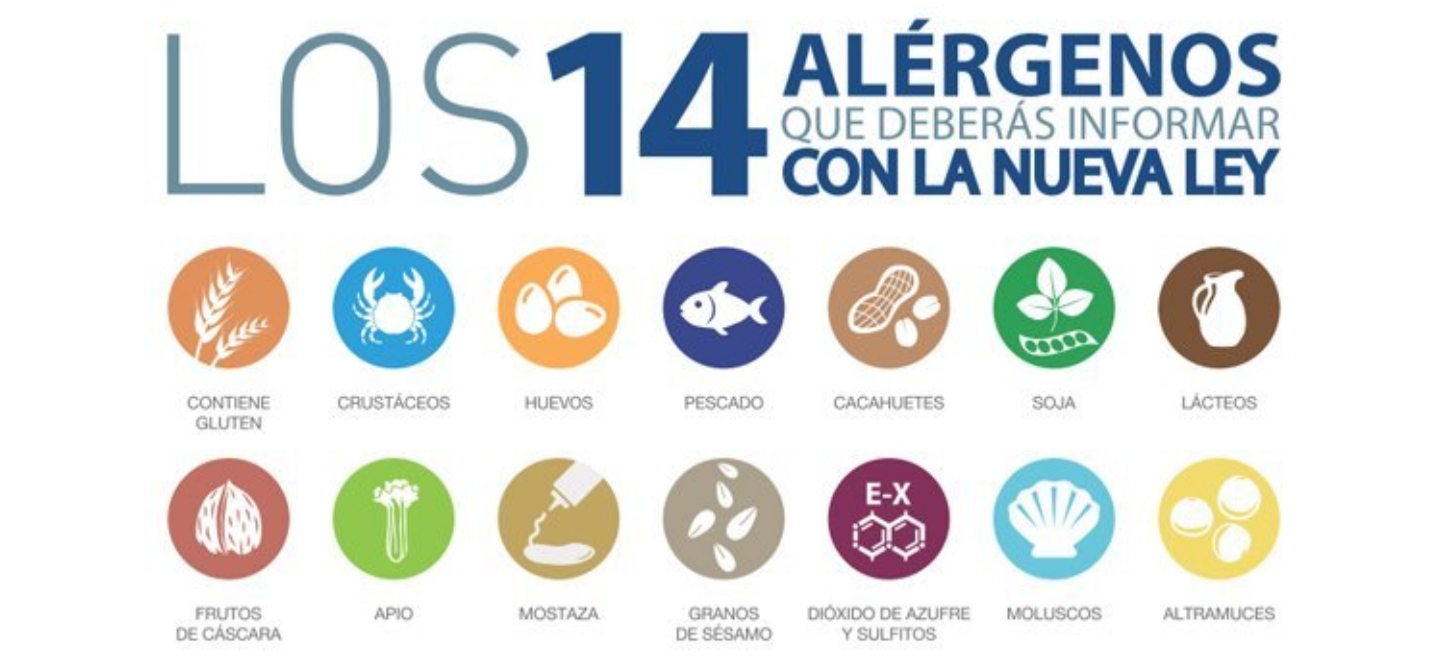 LOS 14 ALÉRGENOS
QUE DEBERÁS INFORMAR
CON LA NUEVA LEY
CONTIENE
GLUTEN
CRUSTÁCEOS
HUEVOS
PESCADO
CACAHUETES
SOJA
LÁCTEOS
FRUTOS
DE CÁSCARA
APIO
MOSTAZA
GRANOS
DE SÉSAMO
E-X
DIÓXIDO DE AZUFRE
Y SULFITOS
MOLUSCOS
ALTRAMUCES